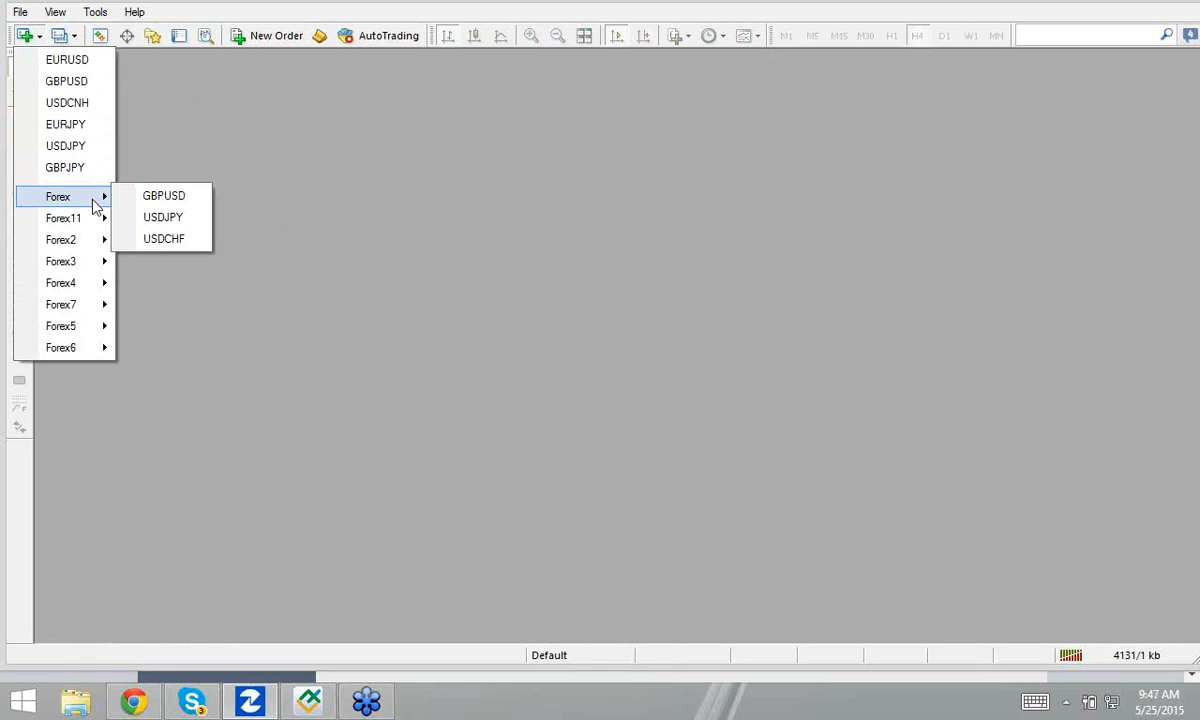 File View Tools Help
New Order AutoTrading M1 M5 M15 M30 H1 H4 D1 W1 MN 4
EURUSD
GBPUSD
USDCNH
EURJPY
USDJPY
GBPJPY
Forex
Forex11
Forex2
Forex3
Forex4
Forex7
Forex5
Forex6
GBPUSD
USDJPY
USDCHF
Default 4131/1 kb
S 3 Z
9:47 AM
5/25/2015